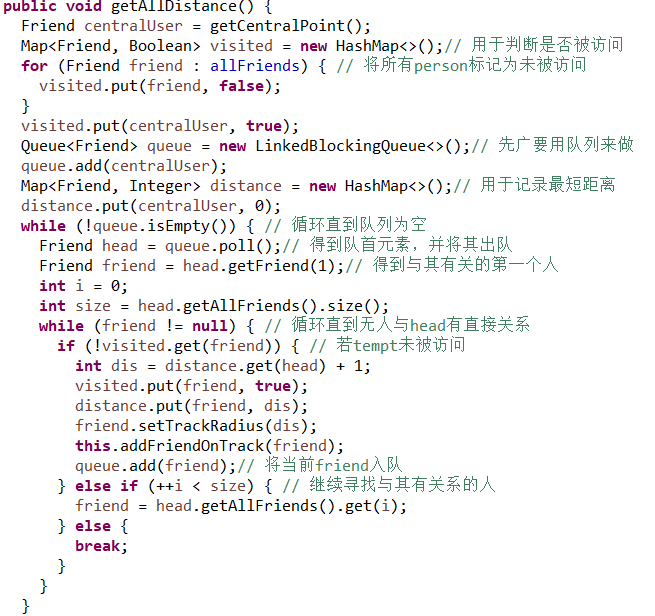 public void getAllDistance() {
  Friend centralUser = getCentralPoint();
  Map<Friend, Boolean> visited = new HashMap<>();// 用于判断是否被访问
  for (Friend friend : allFriends) { // 将所有person标记为未被访问
    visited.put(friend, false);
  }
  visited.put(centralUser, true);
  Queue<Friend> queue = new LinkedBlockingQueue<>();// 先广要用队列来做
  queue.add(centralUser);
  Map<Friend, Integer> distance = new HashMap<>();// 用于记录最短距离
  distance.put(centralUser, 0);
  while (!queue.isEmpty()) { // 循环直到队列为空
    Friend head = queue.poll();// 得到队首元素，并将其出队
    Friend friend = head.getFriend(1);// 得到与其有关的第一个人
    int i = 0;
    int size = head.getAllFriends().size();
    while (friend != null) { // 循环直到无人与head有直接关系
      if (!visited.get(friend)) { // 若tempt未被访问
        int dis = distance.get(head) + 1;
        visited.put(friend, true);
        distance.put(friend, dis);
        friend.setTrackRadius(dis);
        this.addFriendOnTrack(friend);
        queue.add(friend);// 将当前friend入队
      } else if (++i < size) { // 继续寻找与其有关系的人
        friend = head.getAllFriends().get(i);
      } else {
        break;
      }
    }
  }